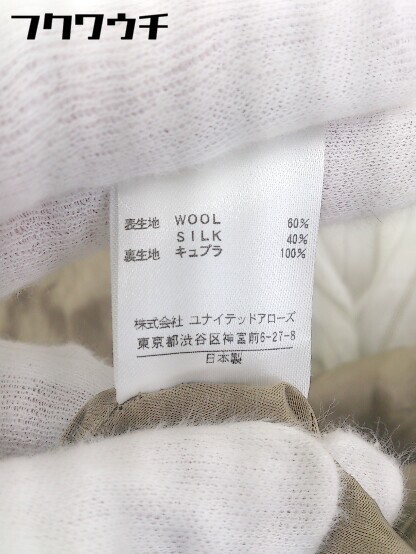 フクワウチ
表生地 WOOL 60%
SILK 40%
裏生地 キュプラ 100%
株式会社 ユナイテッドアローズ
東京都渋谷区神宮前6-27-8
日本製